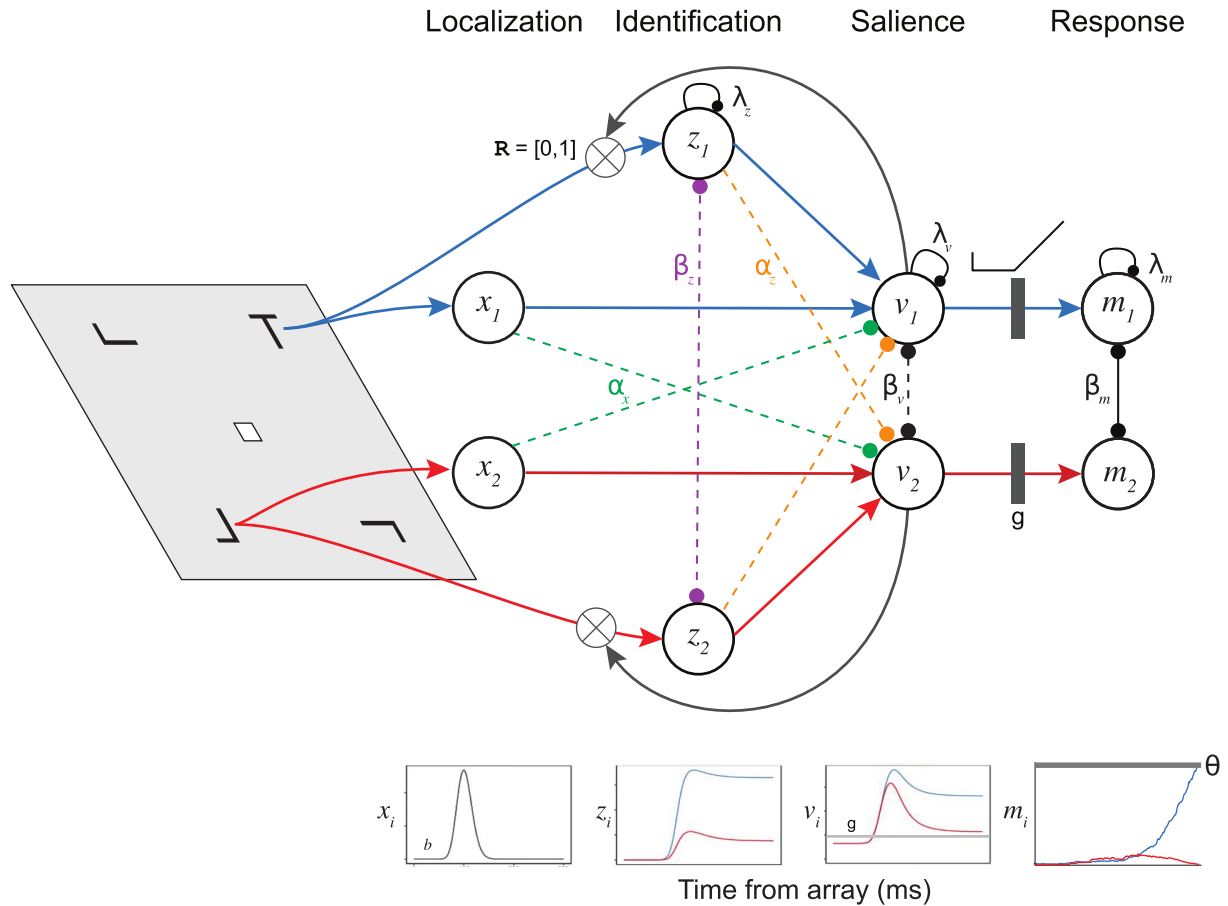 Localization Identification Salience Response
λz
z1
R = [0,1]
βz
αz
λv
λm
x1
v1
m1
αx
βv
βm
x2
v2
m2
g
z2
θ
xi
b
zi
vi
g
mi
Time from array (ms)